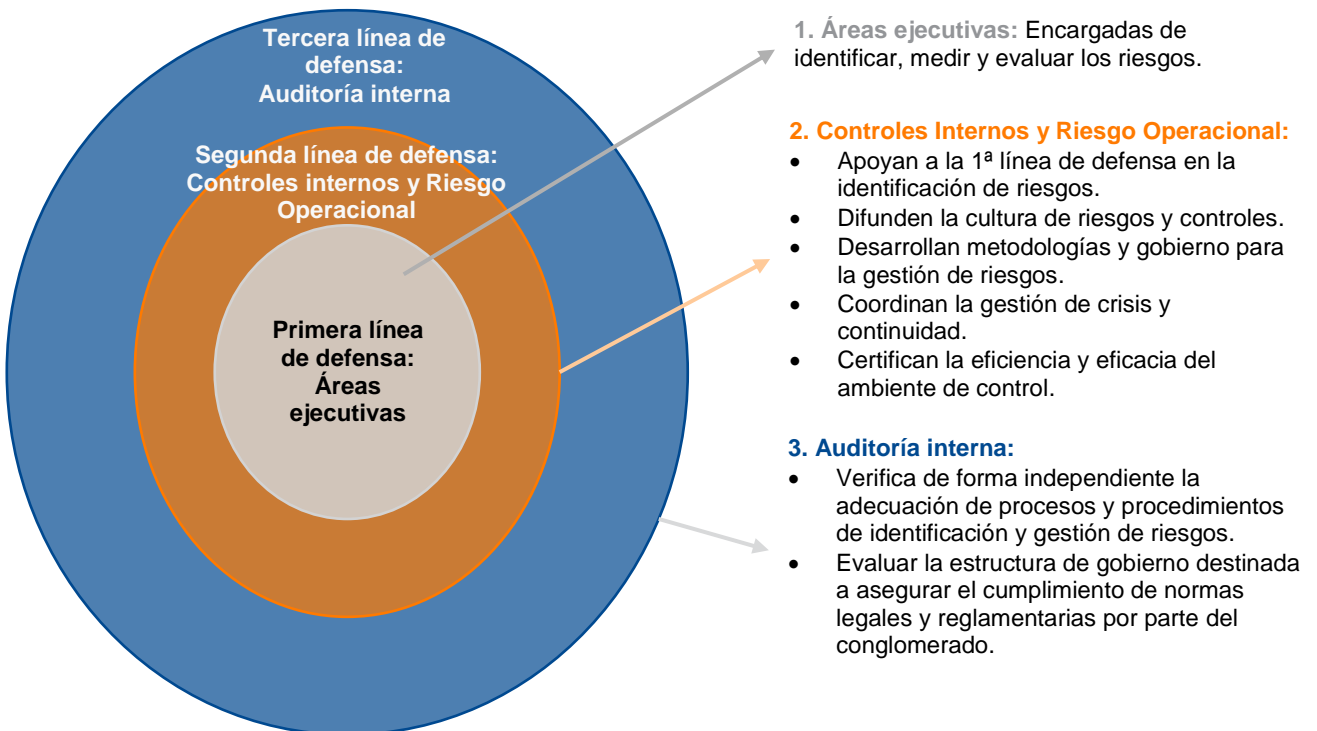 Tercera línea de
defensa:
Auditoría interna
Segunda línea de defensa:
Controles internos y Riesgo
Operacional
Primera línea
de defensa:
Áreas
ejecutivas
1. Áreas ejecutivas: Encargadas de
identificar, medir y evaluar los riesgos.
2. Controles Internos y Riesgo Operacional:
• Apoyan a la 1ª línea de defensa en la
identificación de riesgos.
• Difunden la cultura de riesgos y controles.
• Desarrollan metodologías y gobierno para
la gestión de riesgos.
• Coordinan la gestión de crisis y
continuidad.
• Certifican la eficiencia y eficacia del
ambiente de control.
3. Auditoría interna:
• Verifica de forma independiente la
adecuación de procesos y procedimientos
de identificación y gestión de riesgos.
• Evaluar la estructura de gobierno destinada
a asegurar el cumplimiento de normas
legales y reglamentarias por parte del
conglomerado.